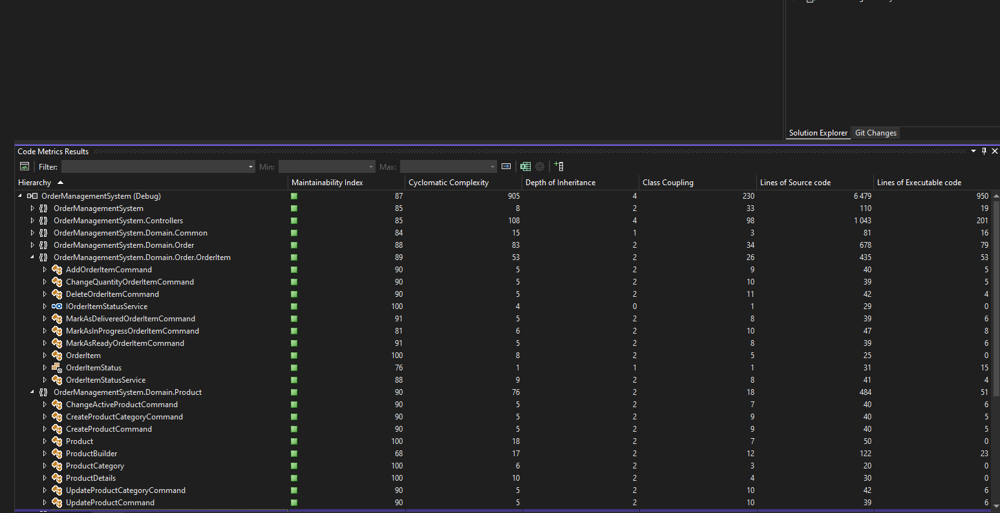 Solution Explorer Git Changes
Code Metrics Results
Filter: Min: Max:
Hierarchy Maintainability Index Cyclomatic Complexity Depth of Inheritance Class Coupling Lines of Source code Lines of Executable code
OrderManagementSystem (Debug) 87 905 4 230 6 479 950
OrderManagementSystem 85 8 2 33 110 19
OrderManagementSystem.Controllers 85 108 4 98 1 043 201
OrderManagementSystem.Domain.Common 84 15 1 3 81 16
OrderManagementSystem.Domain.Order 88 83 2 34 678 79
OrderManagementSystem.Domain.Order.OrderItem 89 53 2 26 435 53
AddOrderItemCommand 90 5 2 9 40 5
ChangeQuantityOrderItemCommand 90 5 2 10 39 5
DeleteOrderItemCommand 90 5 2 11 42 4
IOrderItemStatusService 100 4 0 1 29 0
MarkAsDeliveredOrderItemCommand 91 5 2 8 39 6
MarkAsInProgressOrderItemCommand 81 6 2 10 47 8
MarkAsReadyOrderItemCommand 91 5 2 8 39 6
OrderItem 100 8 2 5 25 0
OrderItemStatus 76 1 1 1 31 15
OrderItemStatusService 88 9 2 8 41 4
OrderManagementSystem.Domain.Product 90 76 2 18 484 51
ChangeActiveProductCommand 90 5 2 7 40 6
CreateProductCategoryCommand 90 5 2 9 40 5
CreateProductCommand 90 5 2 9 40 5
Product 100 18 2 7 50 0
ProductBuilder 68 17 2 12 122 23
ProductCategory 100 6 2 3 20 0
ProductDetails 100 10 2 4 30 0
UpdateProductCategoryCommand 90 5 2 10 42 6
UpdateProductCommand 90 5 2 10 39 6